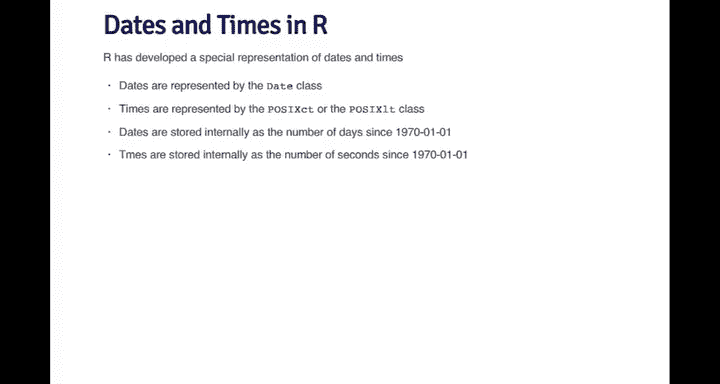 Dates and Times in R
R has developed a special representation of dates and times
· Dates are represented by the Date class
· Times are represented by the POSIXct or the POSIXlt class
· Dates are stored internally as the number of days since 1970-01-01
· Tmes are stored internally as the number of seconds since 1970-01-01